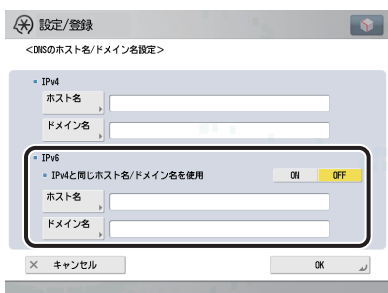 設定/登録
<DNSのホスト名/ドメイン名設定>
IPv4
ホスト名
ドメイン名
IPv6
IPv4と同じホスト名/ドメイン名を使用 ON OFF
ホスト名
ドメイン名
× キャンセル OK